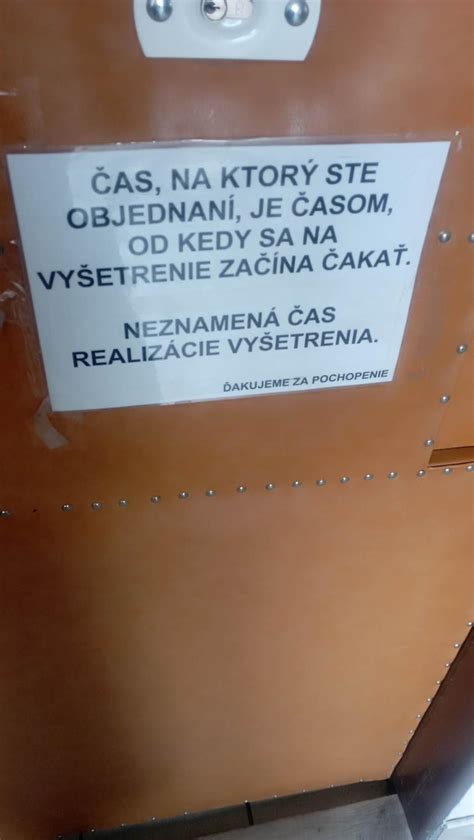 ČAS, NA KTORÝ STE
OBJEDNANÍ, JE ČASOM,
OD KEDY SA NA
VYŠETRENIE ZAČÍNA ČAKAŤ.
NEZNAMENÁ ČAS
REALIZÁCIE VYŠETRENIA.
ĎAKUJEME ZA POCHOPENIE